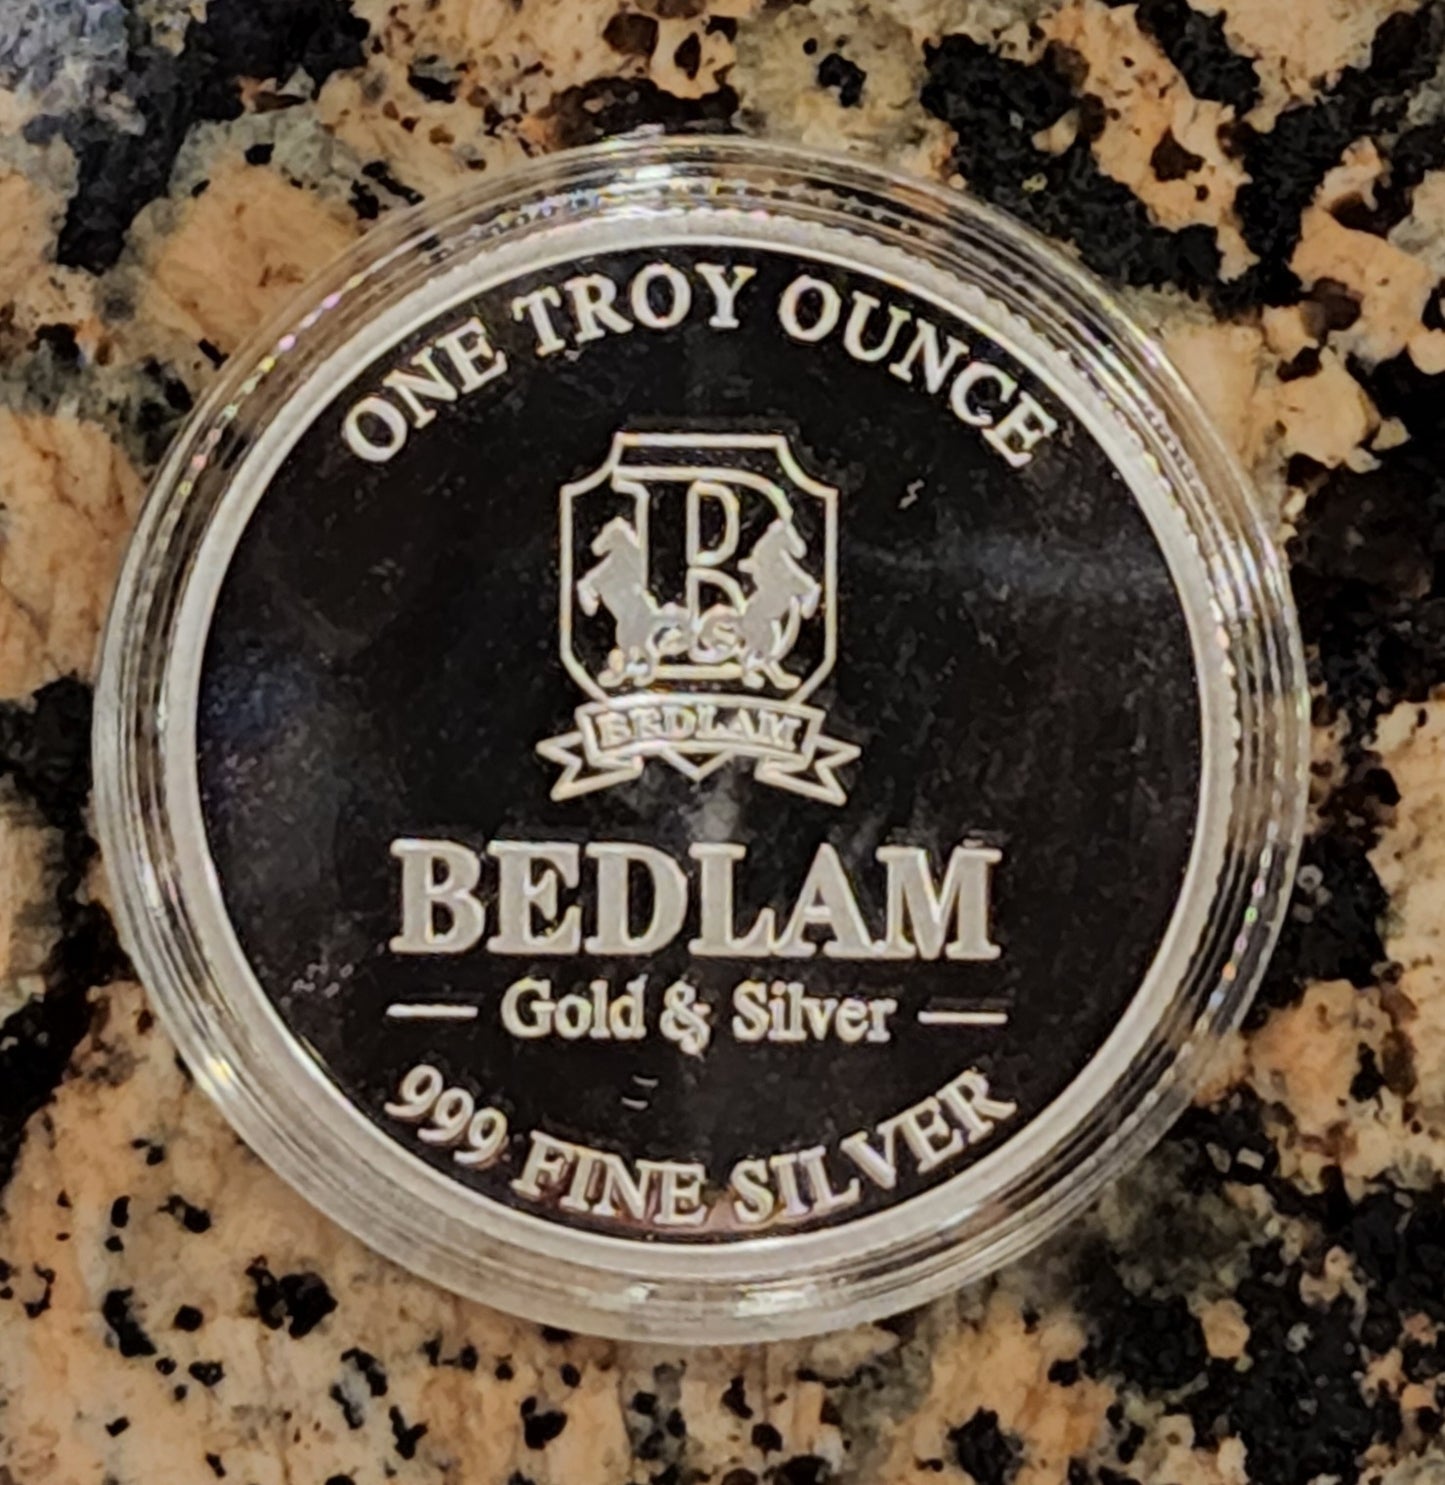 ONE TROY OUNCE
B
G&S
BEDLAM
BEDLAM
Gold & Silver
999 FINE SILVER